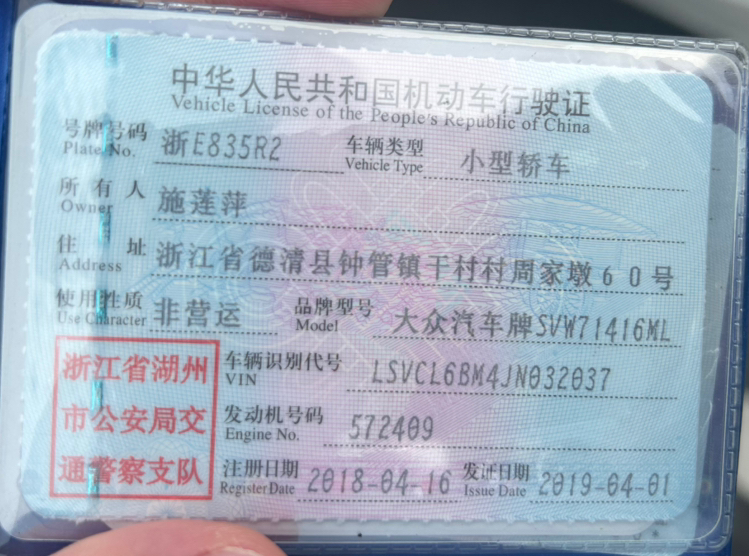 中华人民共和国机动车行驶证
Vehicle License of the People's Republic of China
号牌号码 浙E835R2 车辆类型 小型轿车
Plate No. Vehicle Type
所有人 施莲萍
Owner
住址 浙江省德清县钟管镇干村村周家墩60号
Address
使用性质 非营运 品牌型号 大众汽车牌SVW71416ML
Use Character Model
浙江省湖州
市公安局交
通警察支队
车辆识别代号 LSVCL6BM4JN032037
VIN
发动机号码 572409
Engine No.
注册日期 2018-04-16 发证日期 2019-04-01
Register Date Issue Date